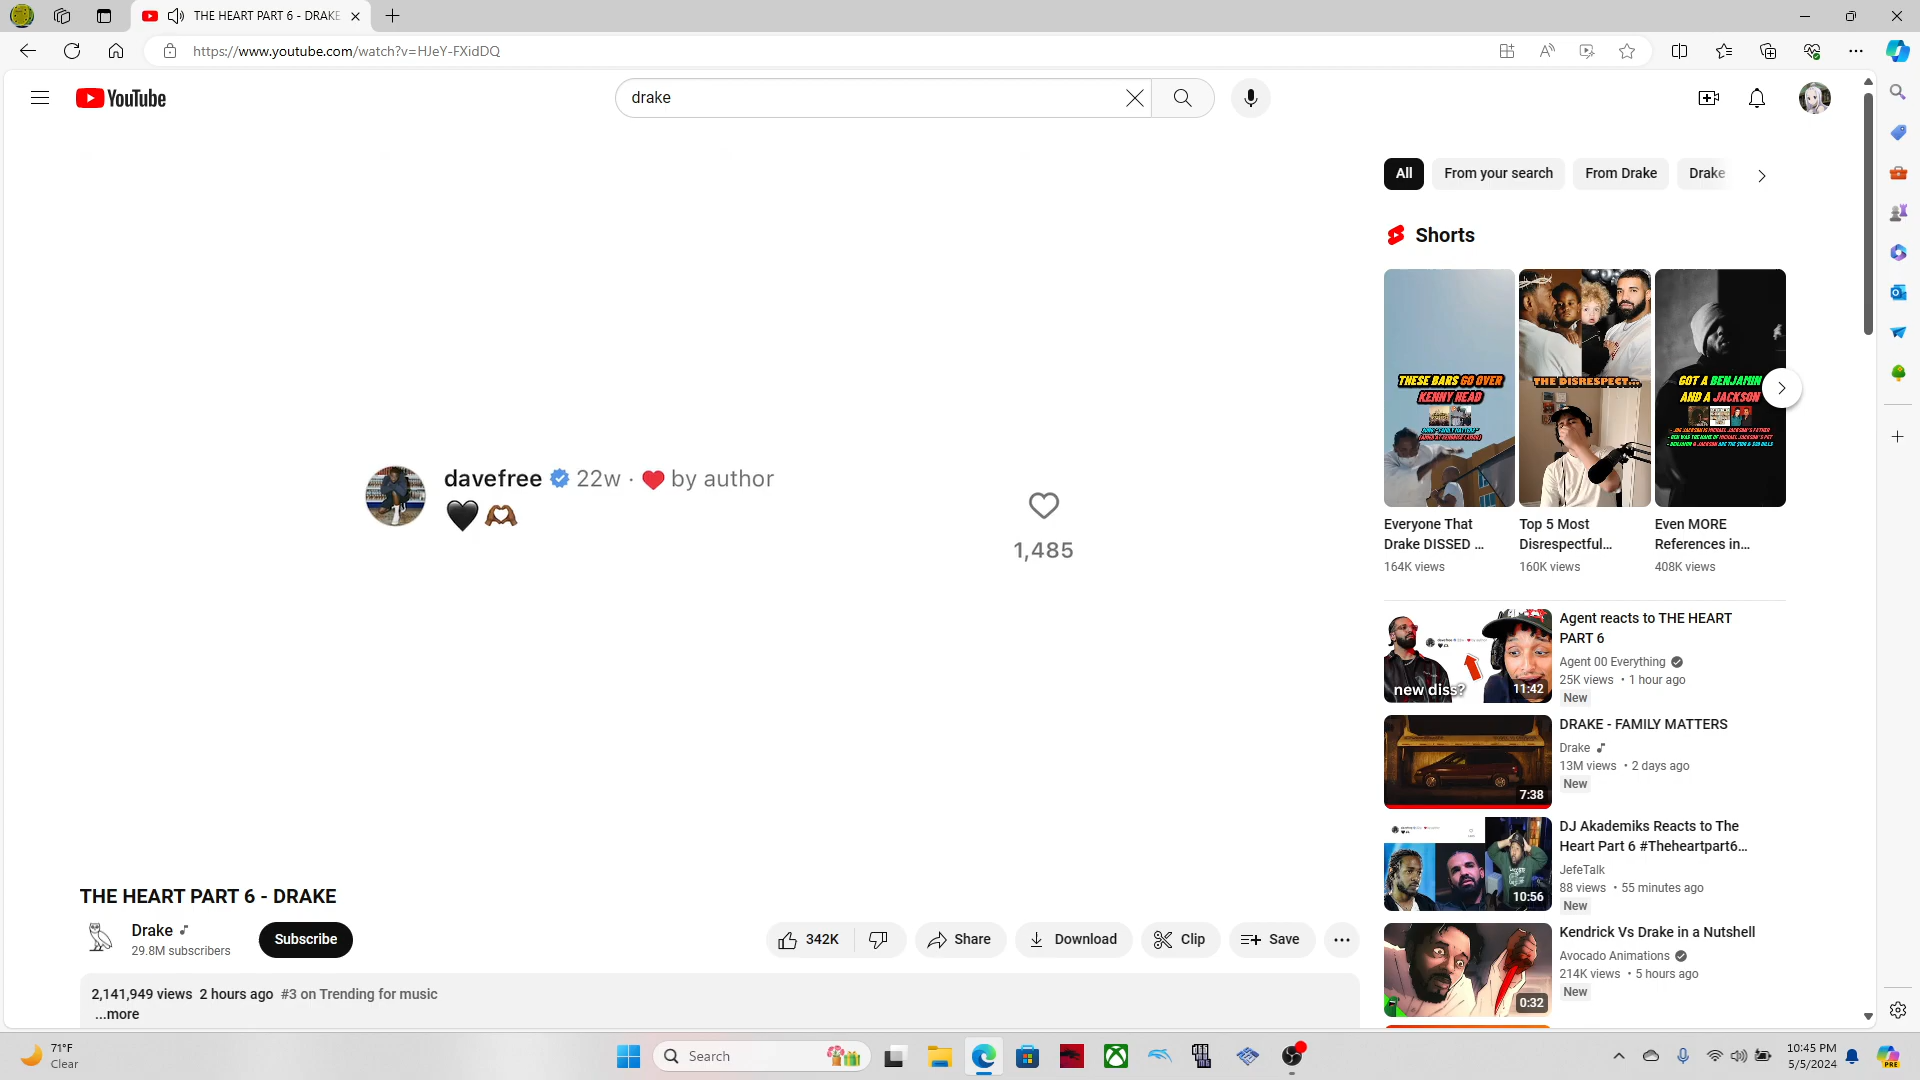 THE HEART PART 6 - DRAKE
https://www.youtube.com/watch?v=HJeY-FXidDQ
YouTube
drake
All
From your search
From Drake
Drake
davefree 22w · ❤️ by author
🖤 🫶🏾
1,485
Shorts
THESE BARS GO OVER
KENNY HEAD
THE DISRESPECT...
GOT A BENJAMIN
AND A JACKSON
Everyone That
Drake DISSED ...
164K views
Top 5 Most
Disrespectful...
160K views
Even MORE
References in...
408K views
new diss?
11:42
Agent reacts to THE HEART
PART 6
Agent 00 Everything
25K views • 1 hour ago
New
7:38
DRAKE - FAMILY MATTERS
Drake
13M views • 2 days ago
New
10:56
DJ Akademiks Reacts to The
Heart Part 6 #Theheartpart6...
JefeTalk
88 views • 55 minutes ago
New
0:32
Kendrick Vs Drake in a Nutshell
Avocado Animations
214K views • 5 hours ago
New
THE HEART PART 6 - DRAKE
Drake
29.8M subscribers
Subscribe
342K
Share
Download
Clip
Save
2,141,949 views 2 hours ago #3 on Trending for music
...more
71°F
Clear
Search
10:45 PM
5/5/2024
PRE